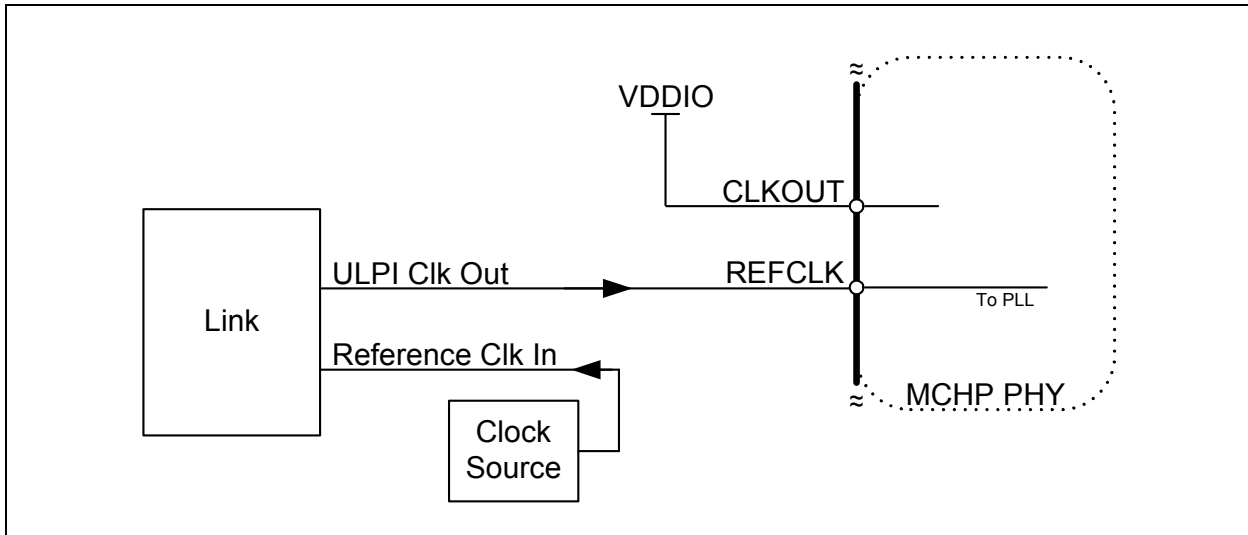 VDDIO
CLKOUT
ULPI Clk Out
REFCLK
To PLL
Link
Reference Clk In
MCHP PHY
Clock
Source